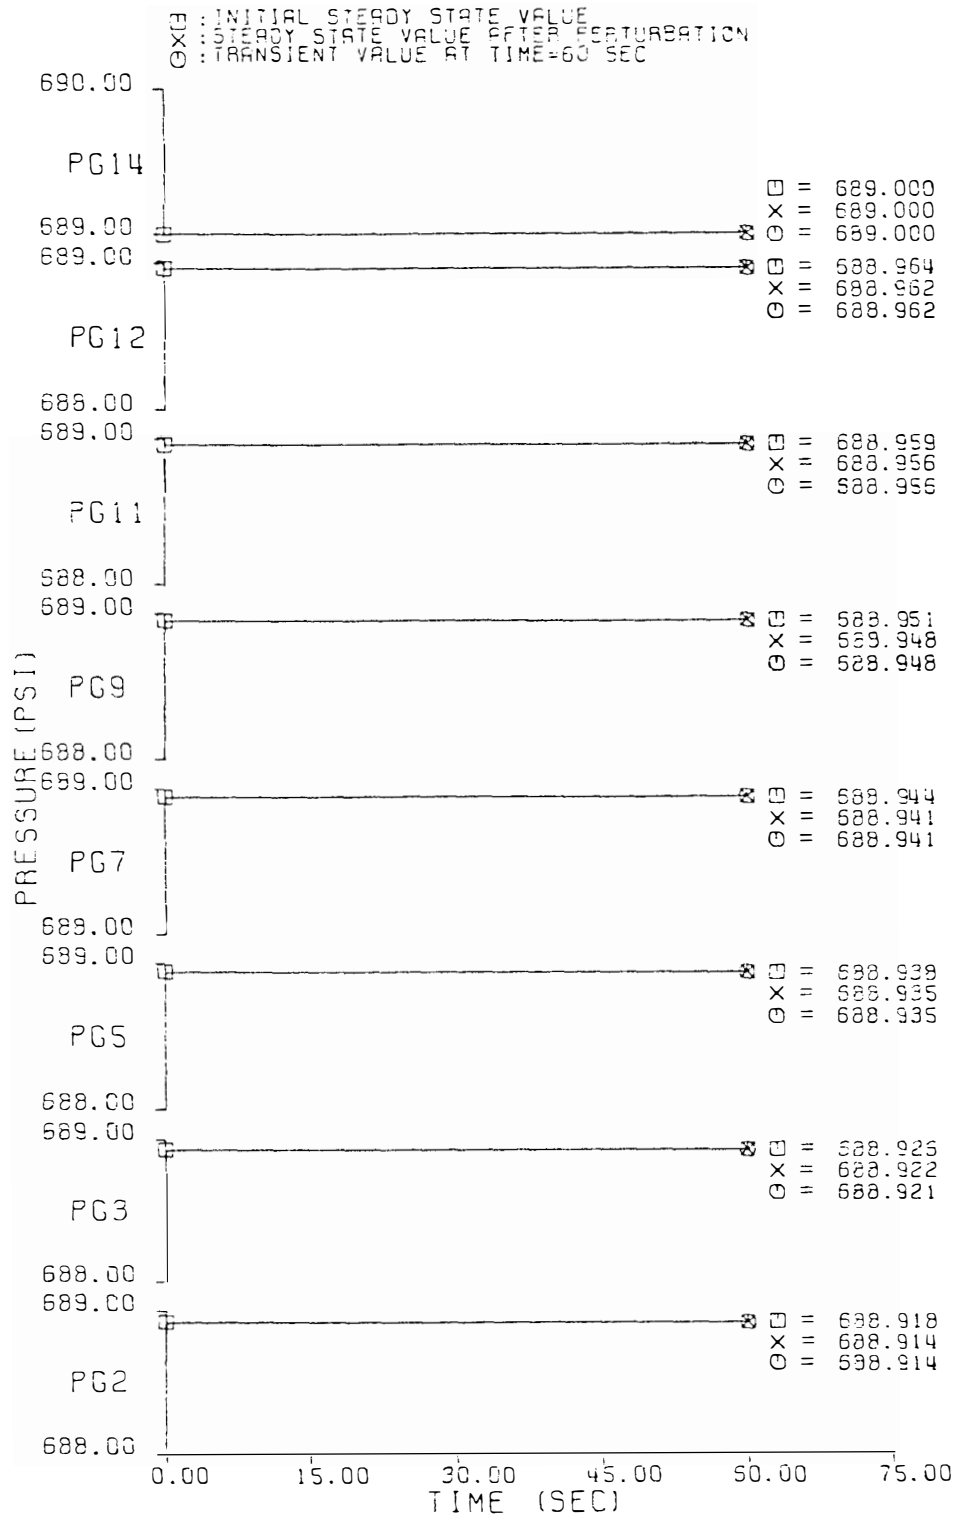 □ :INITIAL STEADY STATE VALUE
X :STEADY STATE VALUE AFTER PERTURBATION
O :TRANSIENT VALUE AT TIME=60 SEC
690.00
PG14
689.00
□ = 689.000
X = 689.000
O = 689.000
689.00
PG12
688.00
□ = 688.964
X = 688.962
O = 688.962
689.00
PG11
688.00
□ = 688.959
X = 688.956
O = 688.956
689.00
PG9
688.00
□ = 688.951
X = 688.948
O = 688.948
PRESSURE(PSI)
689.00
PG7
688.00
□ = 688.944
X = 688.941
O = 688.941
689.00
PG5
688.00
□ = 688.938
X = 688.935
O = 688.935
689.00
PG3
688.00
□ = 688.925
X = 688.922
O = 688.921
689.00
PG2
688.00
□ = 688.918
X = 688.914
O = 688.914
0.00 15.00 30.00 45.00 60.00 75.00
TIME (SEC)